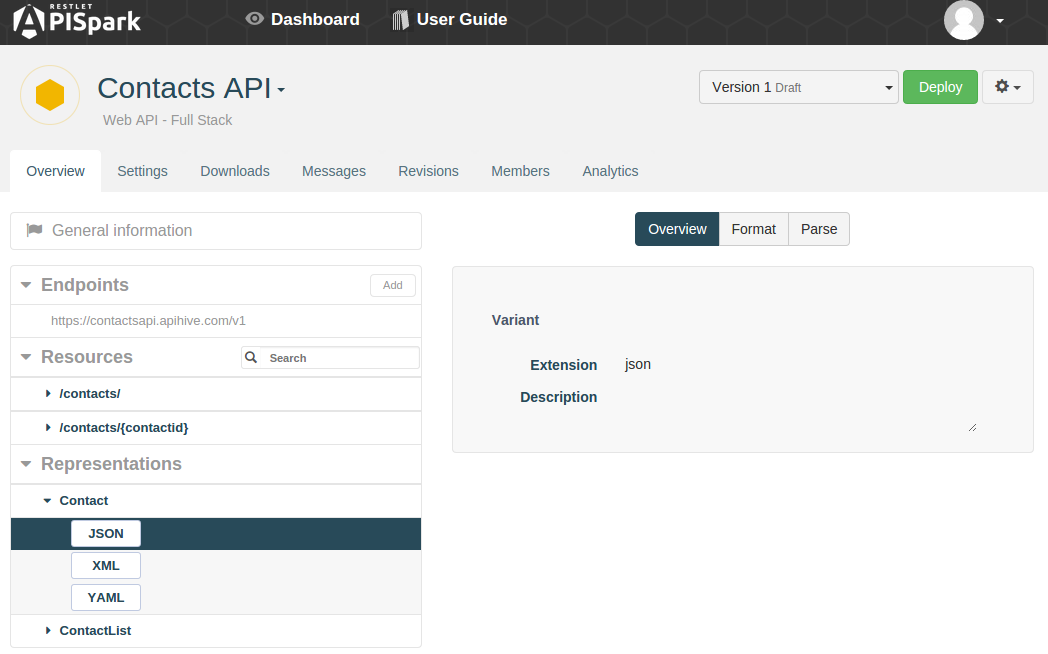 RESTLET
APISpark
Dashboard
User Guide
Contacts API
Web API - Full Stack
Version 1 Draft
Deploy
Overview
Settings
Downloads
Messages
Revisions
Members
Analytics
General information
Overview
Format
Parse
Endpoints
Add
https://contactsapi.apihive.com/v1
Resources
Search
/contacts/
/contacts/{contactid}
Representations
Contact
JSON
XML
YAML
ContactList
Variant
Extension json
Description